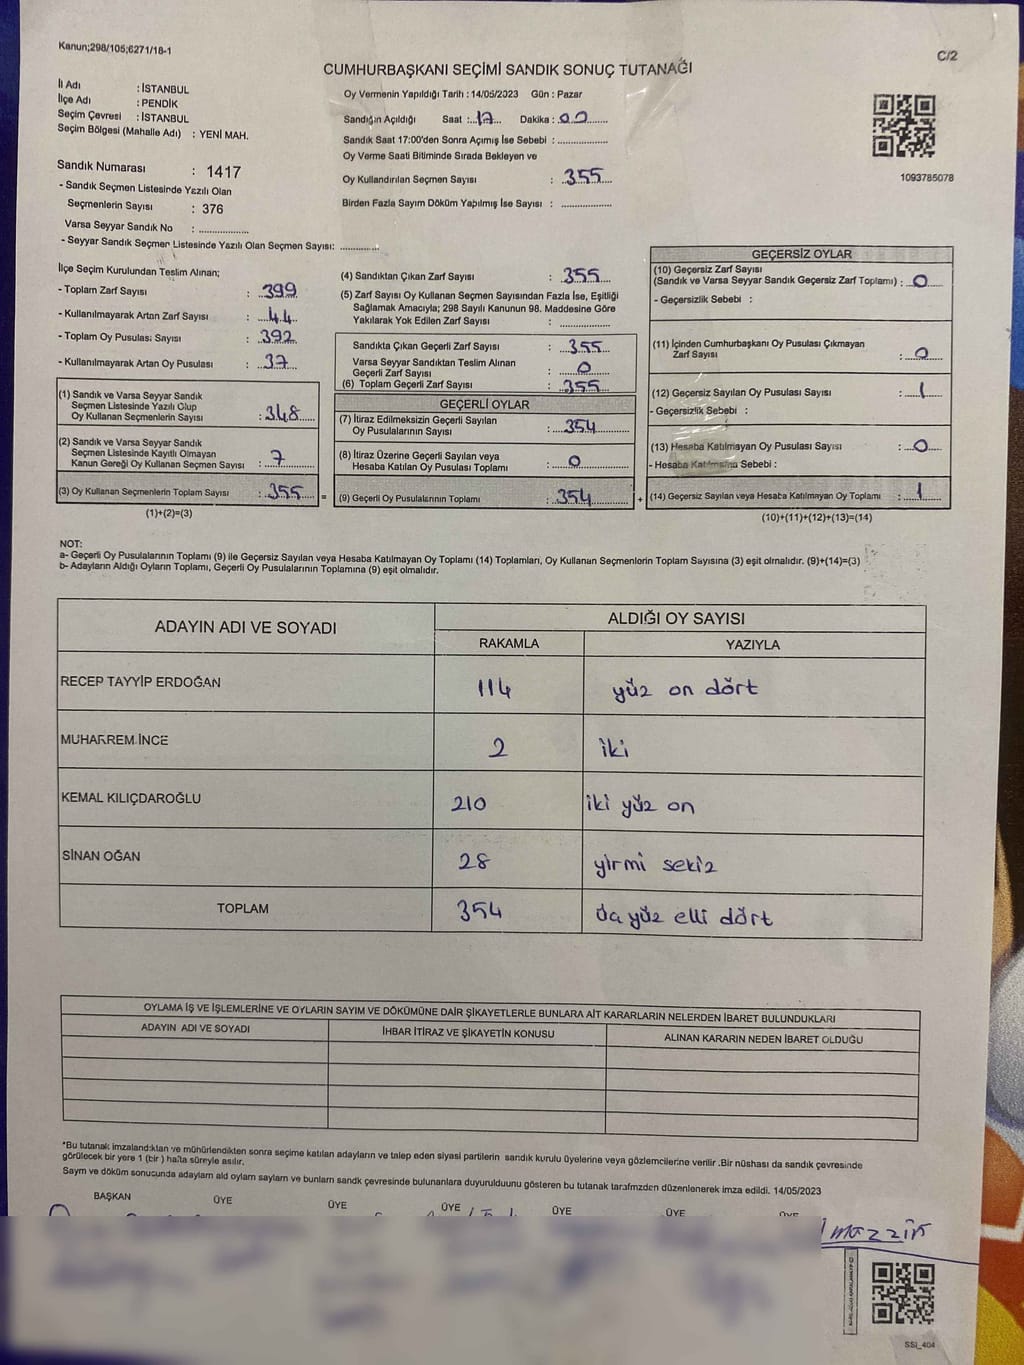 Kanun;298/105;6271/18-1
C/2
CUMHURBAŞKANI SEÇİMİ SANDIK SONUÇ TUTANAĞI
İl Adı : İSTANBUL
İlçe Adı : PENDİK
Seçim Çevresi : İSTANBUL
Seçim Bölgesi (Mahalle Adı) : YENİ MAH.
Oy Vermenin Yapıldığı Tarih : 14/05/2023 Gün : Pazar
Sandığın Açıldığı Saat : 17 Dakika : 00
Sandık Saat 17:00'den Sonra Açımış İse Sebebi :
Oy Verme Saati Bitiminde Sırada Bekleyen ve
Oy Kullandırılan Seçmen Sayısı : 355
Birden Fazla Sayım Döküm Yapılmış İse Sayısı :
1093785078
Sandık Numarası : 1417
- Sandık Seçmen Listesinde Yazılı Olan
Seçmenlerin Sayısı : 376
Varsa Seyyar Sandık No :
- Seyyar Sandık Seçmen Listesinde Yazılı Olan Seçmen Sayısı:
İlçe Seçim Kurulundan Teslim Alınan;
- Toplam Zarf Sayısı : 399
- Kullanılmayarak Artan Zarf Sayısı : 44
- Toplam Oy Pusulası Sayısı : 392
- Kullanılmayarak Artan Oy Pusulası : 37
(1) Sandık ve Varsa Seyyar Sandık
Seçmen Listesinde Yazılı Olup
Oy Kullanan Seçmenlerin Sayısı : 348
(2) Sandık ve Varsa Seyyar Sandık
Seçmen Listesinde Kayıtlı Olmayan
Kanun Gereği Oy Kullanan Seçmen Sayısı : 7
(3) Oy Kullanan Seçmenlerin Toplam Sayısı : 355 =
(1)+(2)=(3)
(4) Sandıktan Çıkan Zarf Sayısı : 355
(5) Zarf Sayısı Oy Kullanan Seçmen Sayısından Fazla İse, Eşitliği
Sağlamak Amacıyla; 298 Sayılı Kanunun 98. Maddesine Göre
Yakılarak Yok Edilen Zarf Sayısı :
Sandıkta Çıkan Geçerli Zarf Sayısı : 355
Varsa Seyyar Sandıktan Teslim Alınan
Geçerli Zarf Sayısı : 0
(6) Toplam Geçerli Zarf Sayısı : 355
GEÇERLİ OYLAR
(7) İtiraz Edilmeksizin Geçerli Sayılan
Oy Pusulalarının Sayısı : 354
(8) İtiraz Üzerine Geçerli Sayılan veya
Hesaba Katılan Oy Pusulası Toplamı : 0
(9) Geçerli Oy Pusulalarının Toplamı : 354 +
GEÇERSİZ OYLAR
(10) Geçersiz Zarf Sayısı
(Sandık ve Varsa Seyyar Sandık Geçersiz Zarf Toplamı) : 0
- Geçersizlik Sebebi :
(11) İçinden Cumhurbaşkanı Oy Pusulası Çıkmayan
Zarf Sayısı : 0
(12) Geçersiz Sayılan Oy Pusulası Sayısı : 1
- Geçersizlik Sebebi :
(13) Hesaba Katılmayan Oy Pusulası Sayısı : 0
- Hesaba Katılmama Sebebi :
(14) Geçersiz Sayılan veya Hesaba Katılmayan Oy Toplamı : 1
(10)+(11)+(12)+(13)=(14)
NOT:
a- Geçerli Oy Pusulalarının Toplamı (9) ile Geçersiz Sayılan veya Hesaba Katılmayan Oy Toplamı (14) Toplamları, Oy Kullanan Seçmenlerin Toplam Sayısına (3) eşit olmalıdır. (9)+(14)=(3)
b- Adayların Aldığı Oyların Toplamı, Geçerli Oy Pusulalarının Toplamına (9) eşit olmalıdır.
ADAYIN ADI VE SOYADI
ALDIĞI OY SAYISI
RAKAMLA YAZIYLA
RECEP TAYYİP ERDOĞAN 114 yüz on dört
MUHARREM İNCE 2 iki
KEMAL KILIÇDAROĞLU 210 iki yüz on
SİNAN OĞAN 28 yirmi sekiz
TOPLAM 354 yüz elli dört
OYLAMA İŞ VE İŞLEMLERİNE VE OYLARIN SAYIM VE DÖKÜMÜNE DAİR ŞİKAYETLERLE BUNLARA AİT KARARLARIN NELERDEN İBARET BULUNDUKLARI
ADAYIN ADI VE SOYADI İHBAR İTİRAZ VE ŞİKAYETİN KONUSU ALINAN KARARIN NEDEN İBARET OLDUĞU
*Bu tutanak imzalandıktan ve mühürlendikten sonra seçime katılan adayların ve talep eden siyasi partilerin sandık kurulu üyelerine veya gözlemcilerine verilir .Bir nüshası da sandık çevresinde
görülecek bir yere 1 (bir ) hafta süreyle asılır.
Sayım ve döküm sonucunda adayların ald oyların sayların ve bunların sandk çevresinde bulunanlara duyurulduunu gösteren bu tutanak tarafmzden düzenlenerek imza edildi. 14/05/2023
BAŞKAN ÜYE ÜYE ÜYE ÜYE ÜYE ÜYE
SSİ_404